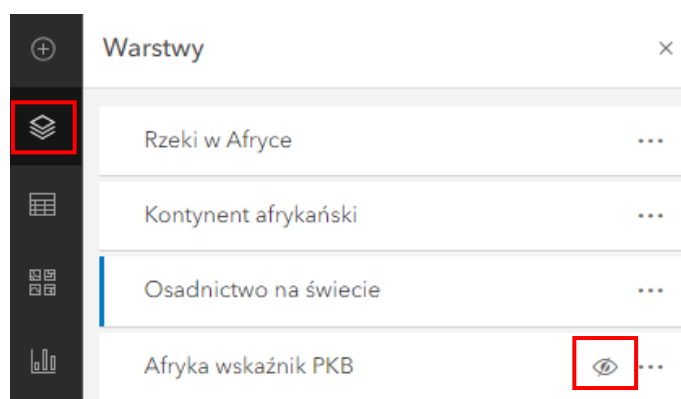 Warstwy
Rzeki w Afryce
Kontynent afrykański
Osadnictwo na świecie
Afryka wskaźnik PKB